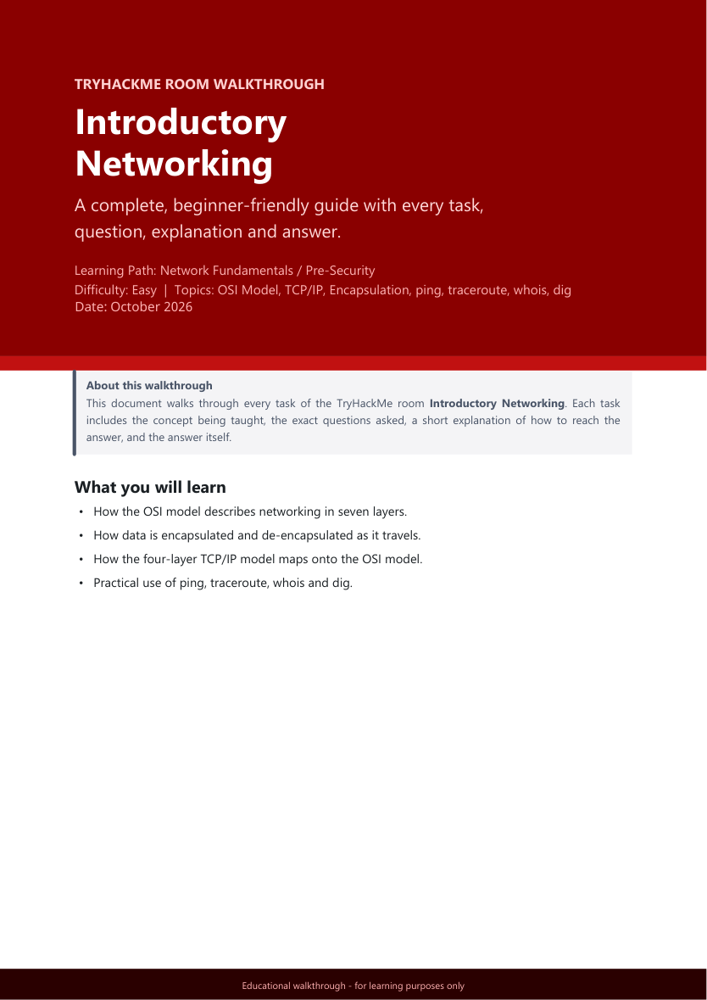 TRYHACKME ROOM WALKTHROUGH
Introductory
Networking
A complete, beginner-friendly guide with every task,
question, explanation and answer.
Learning Path: Network Fundamentals / Pre-Security
Difficulty: Easy | Topics: OSI Model, TCP/IP, Encapsulation, ping, traceroute, whois, dig
Date: October 2026
About this walkthrough
This document walks through every task of the TryHackMe room Introductory Networking. Each task
includes the concept being taught, the exact questions asked, a short explanation of how to reach the
answer, and the answer itself.
What you will learn
• How the OSI model describes networking in seven layers.
• How data is encapsulated and de-encapsulated as it travels.
• How the four-layer TCP/IP model maps onto the OSI model.
• Practical use of ping, traceroute, whois and dig.
Educational walkthrough - for learning purposes only